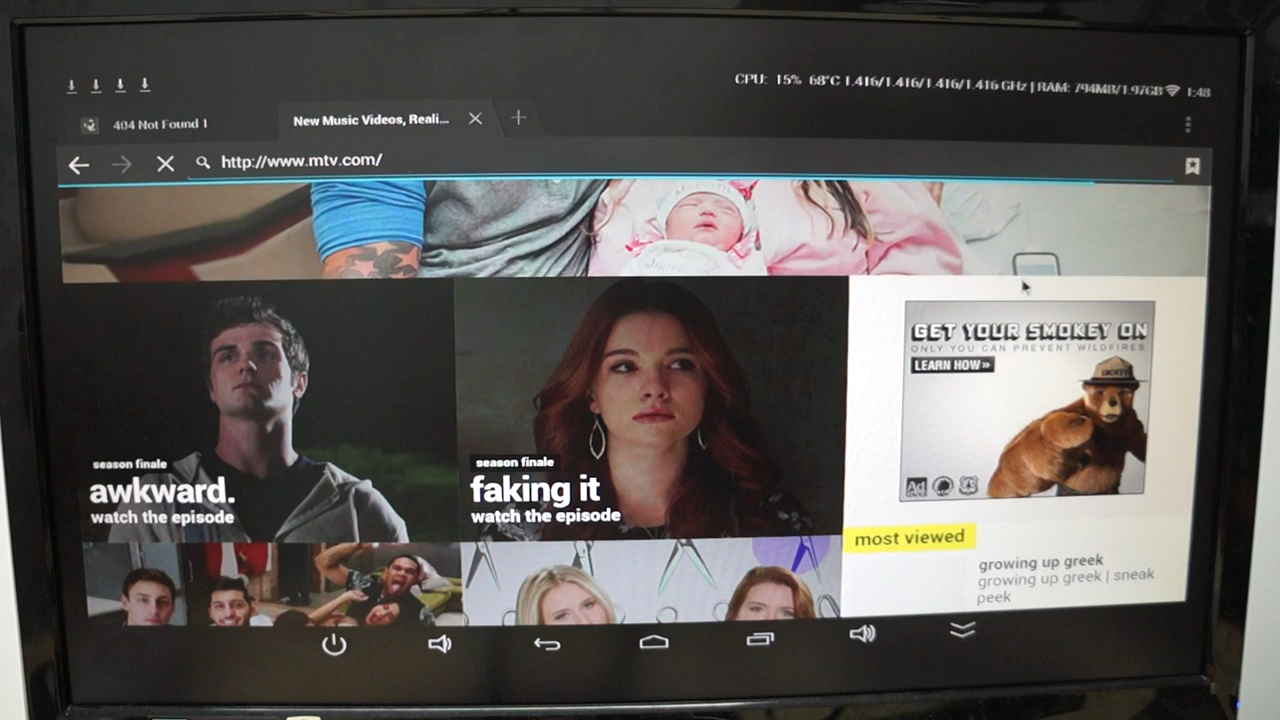 CPU: 15% 68°C 1.416/1.416/1.416/1.416 GHz | RAM: 794MB/1.97GB 1:48
404 Not Found 1
New Music Videos, Reali...
http://www.mtv.com/
GET YOUR SMOKEY ON
ONLY YOU CAN PREVENT WILDFIRES
LEARN HOW »
SMOKEY
Ad
season finale
awkward.
watch the episode
season finale
faking it
watch the episode
most viewed
growing up greek
growing up greek | sneak
peek